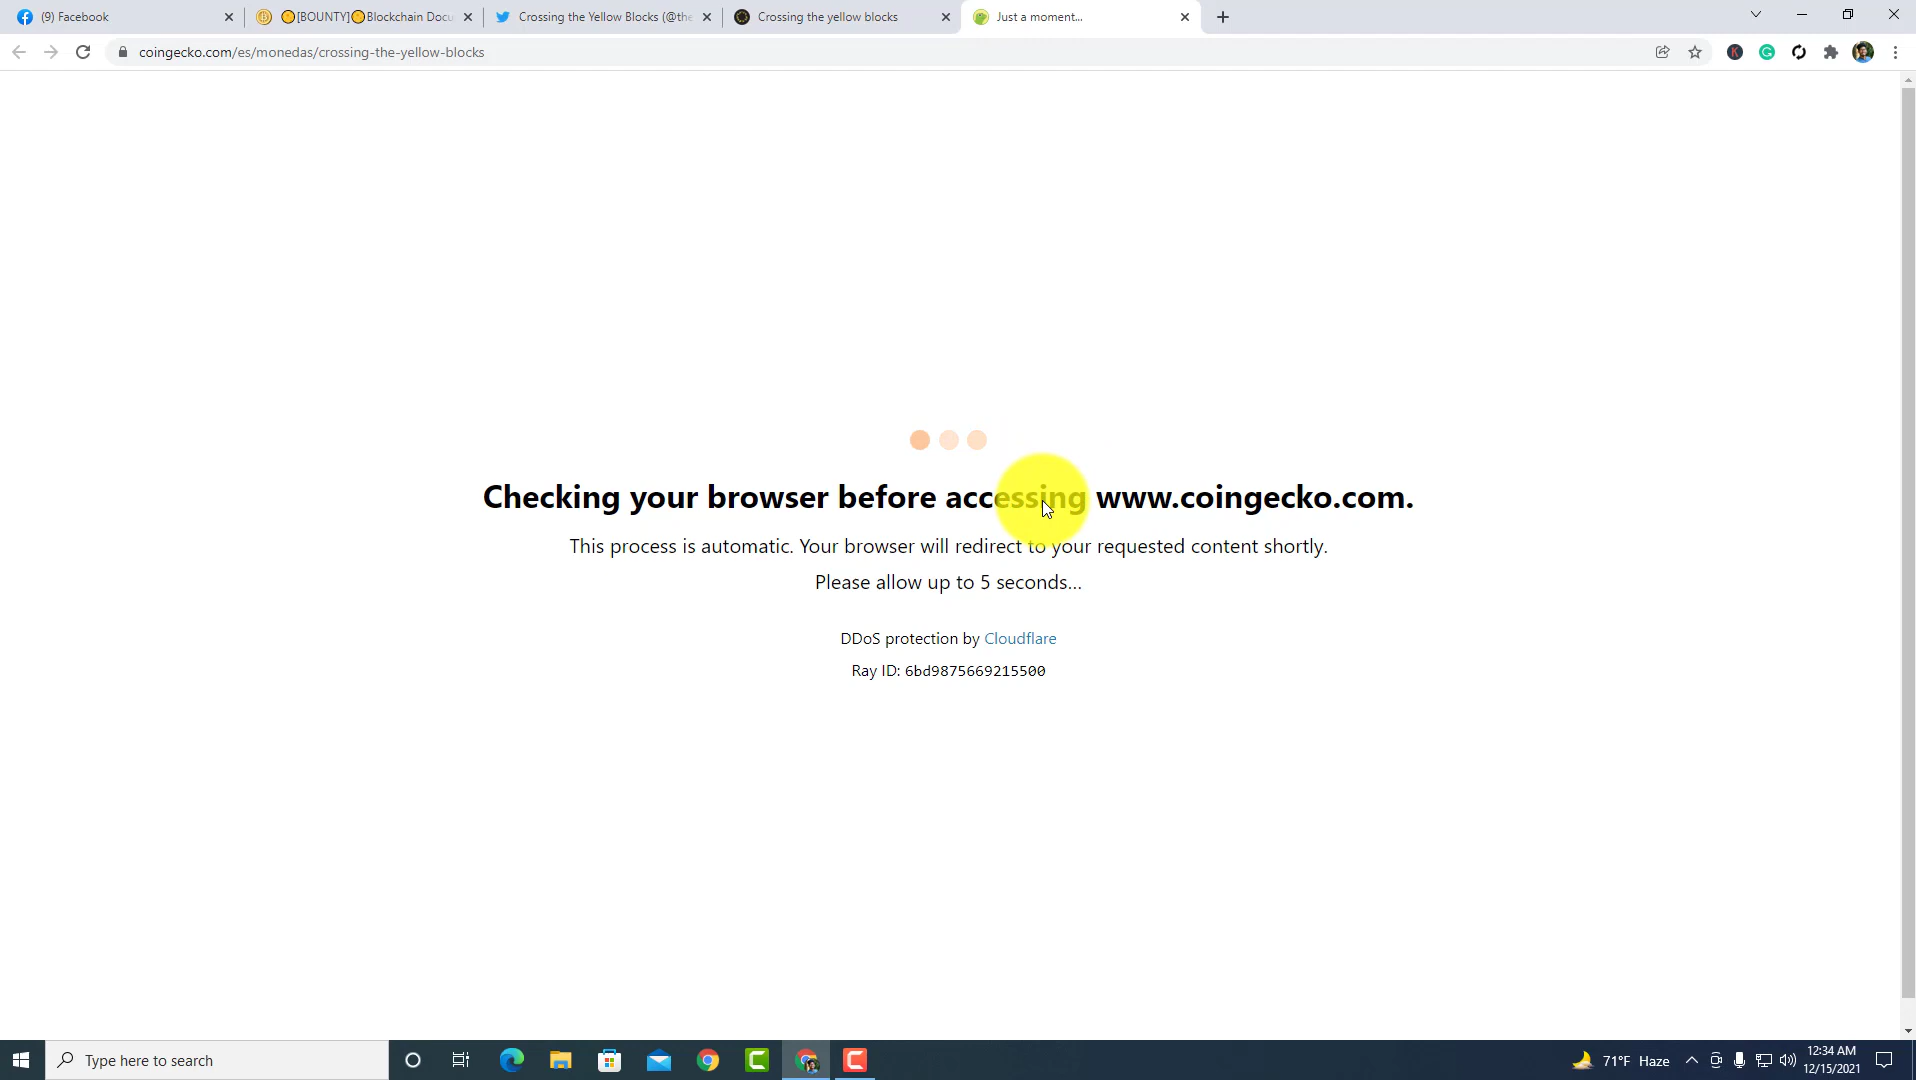 (9) Facebook
[BOUNTY] Blockchain Docu
Crossing the Yellow Blocks (@the
Crossing the yellow blocks
Just a moment...
coingecko.com/es/monedas/crossing-the-yellow-blocks
Checking your browser before accessing www.coingecko.com.
This process is automatic. Your browser will redirect to your requested content shortly.
Please allow up to 5 seconds...
DDoS protection by Cloudflare
Ray ID: 6bd9875669215500
Type here to search
71°F Haze
12:34 AM
12/15/2021